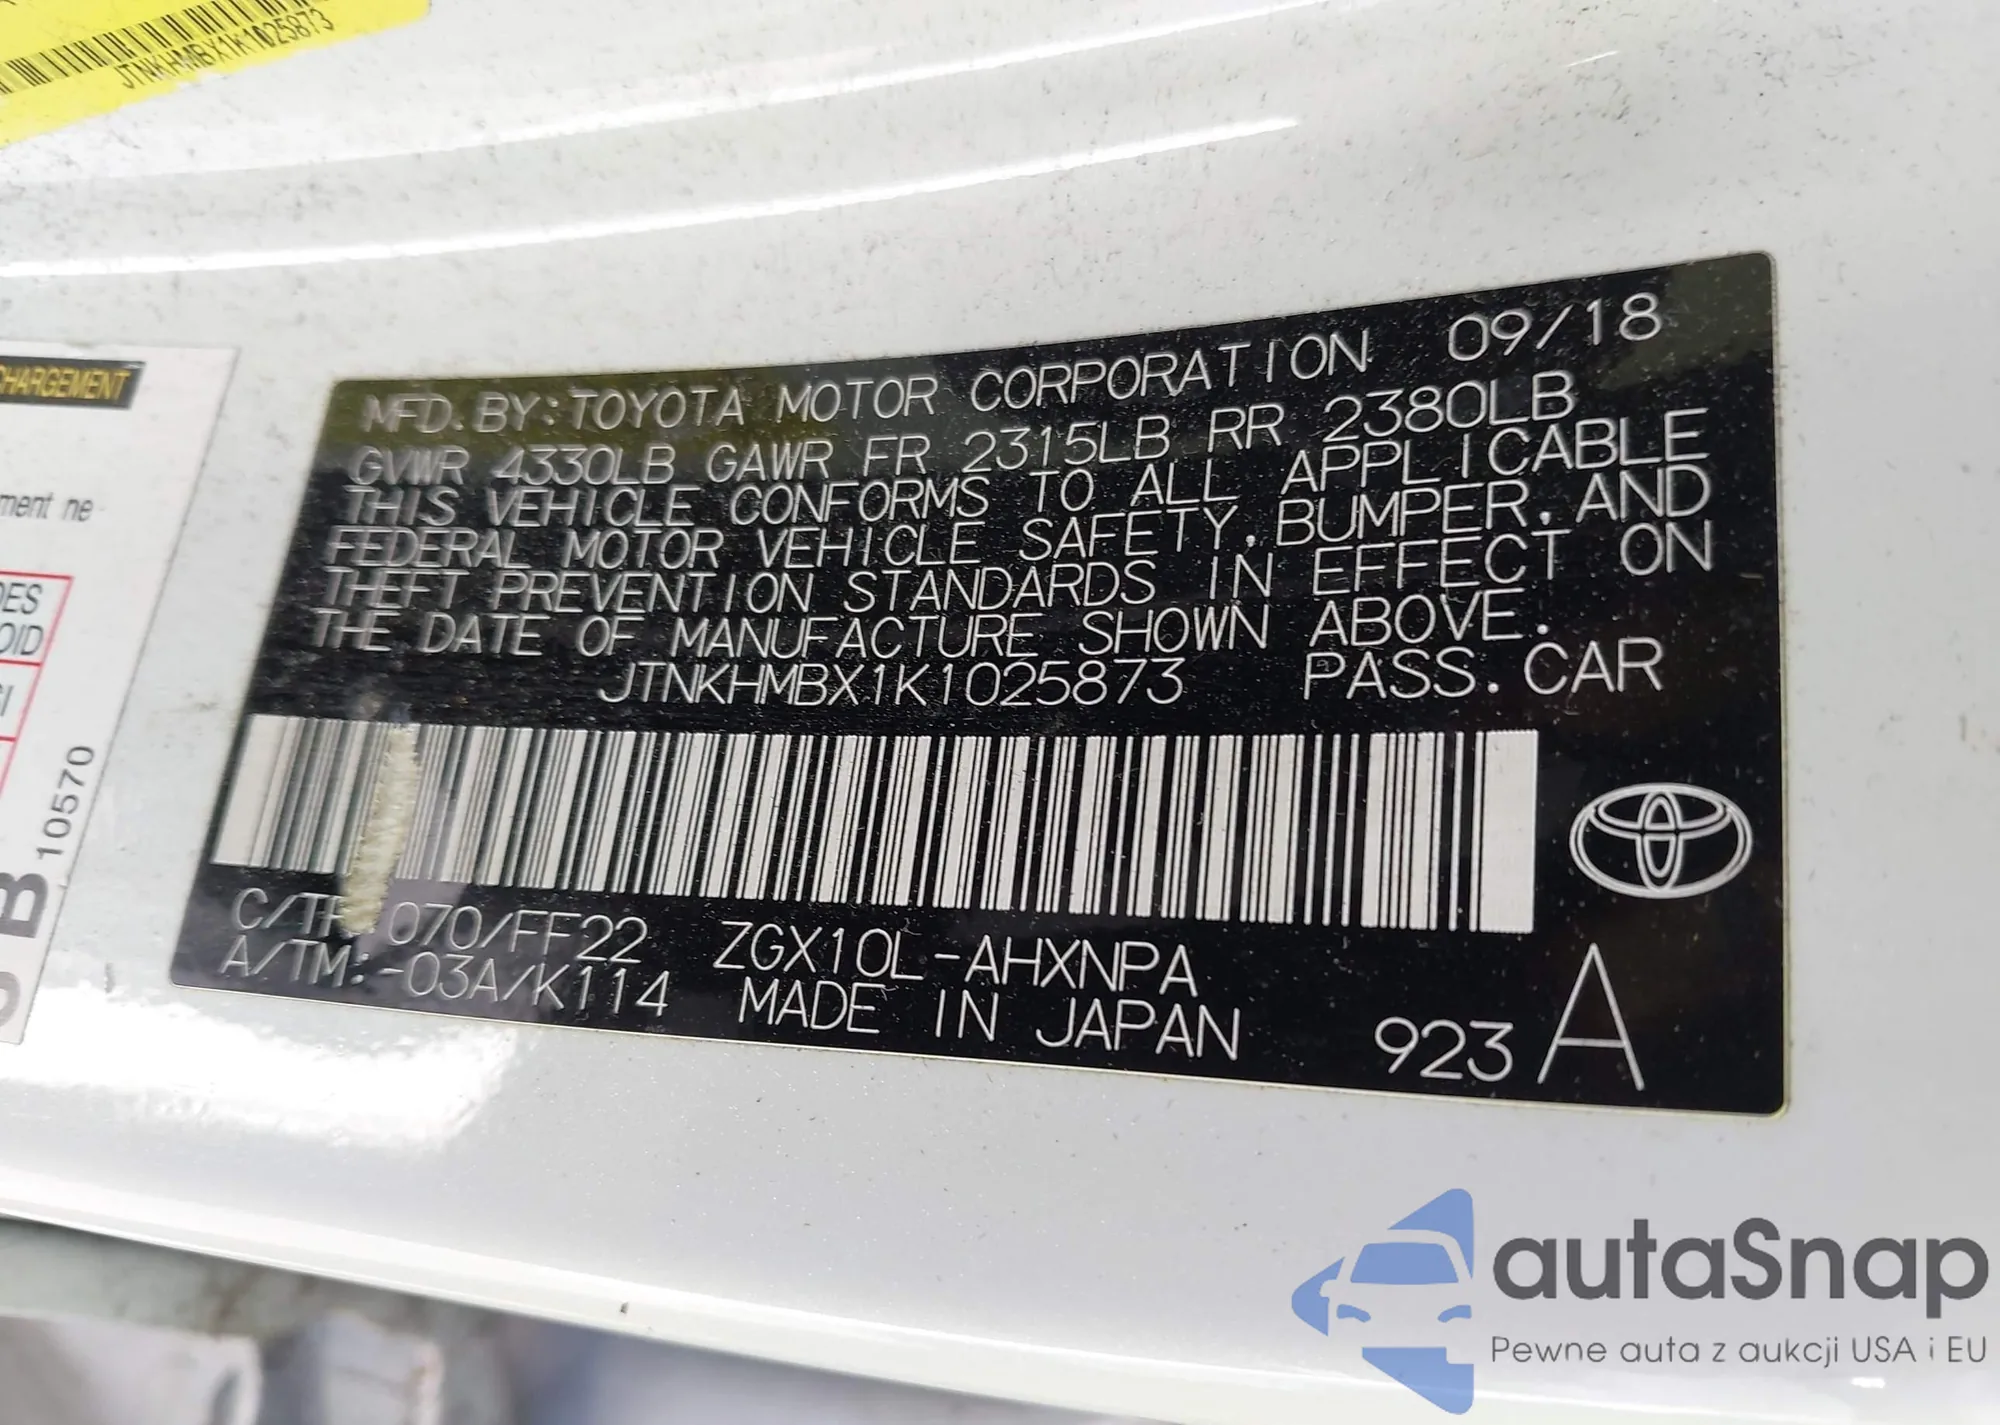 JTNKHMBX1K1025873
CHARGEMENT
ment ne
DES
OID
10570
B
MFD. BY: TOYOTA MOTOR CORPORATION 09/18
GVWR 4330LB GAWR FR 2315LB RR 2380LB
THIS VEHICLE CONFORMS TO ALL APPLICABLE
FEDERAL MOTOR VEHICLE SAFETY, BUMPER, AND
THEFT PREVENTION STANDARDS IN EFFECT ON
THE DATE OF MANUFACTURE SHOWN ABOVE.
JTNKHMBX1K1025873 PASS. CAR
C/TR 070/FF22 ZGX10L-AHXNPA
A/TM:-03A/K114 MADE IN JAPAN 923 A
autaSnap
Pewne auta z aukcji USA i EU